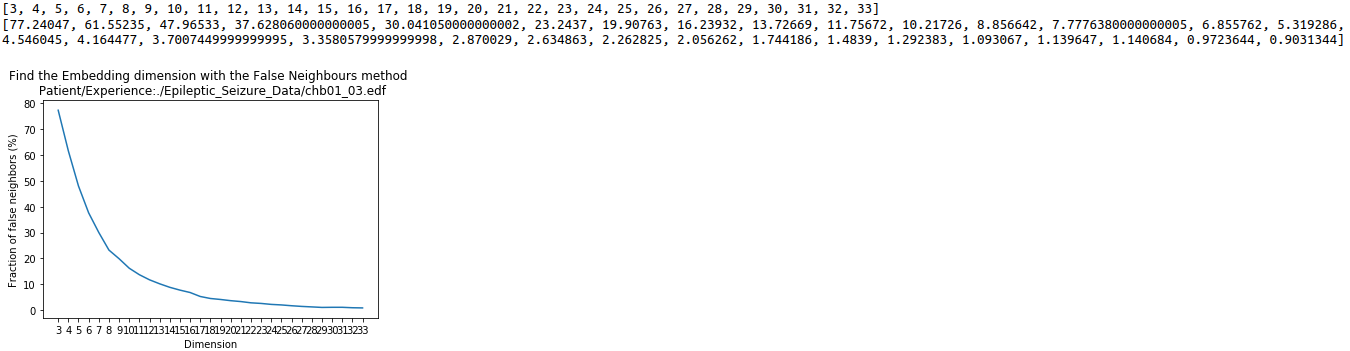 [3, 4, 5, 6, 7, 8, 9, 10, 11, 12, 13, 14, 15, 16, 17, 18, 19, 20, 21, 22, 23, 24, 25, 26, 27, 28, 29, 30, 31, 32, 33]
[77.24047, 61.55235, 47.96533, 37.628060000000005, 30.041050000000002, 23.2437, 19.90763, 16.23932, 13.72669, 11.75672, 10.21726, 8.856642, 7.7776380000000005, 6.855762, 5.319286,
4.546045, 4.164477, 3.7007449999999995, 3.3580579999999998, 2.870029, 2.634863, 2.262825, 2.056262, 1.744186, 1.4839, 1.292383, 1.093067, 1.139647, 1.140684, 0.9723644, 0.9031344]
Find the Embedding dimension with the False Neighbours method
Patient/Experience:./Epileptic_Seizure_Data/chb01_03.edf
80
70
60
50
40
30
20
10
0
Fraction of false neighbors (%)
3 4 5 6 7 8 9 10 11 12 13 14 15 16 17 18 19 20 21 22 23 24 25 26 27 28 29 30 31 32 33
Dimension